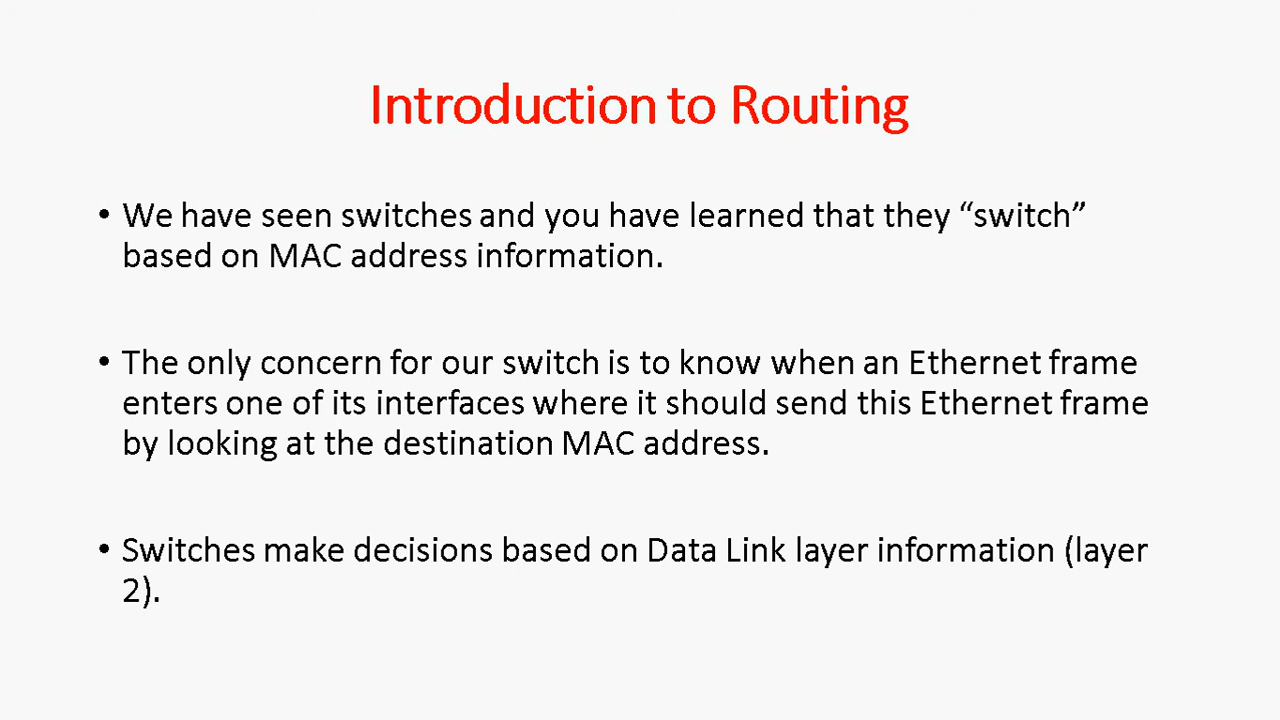 Introduction to Routing
• We have seen switches and you have learned that they “switch”
based on MAC address information.
• The only concern for our switch is to know when an Ethernet frame
enters one of its interfaces where it should send this Ethernet frame
by looking at the destination MAC address.
• Switches make decisions based on Data Link layer information (layer
2).